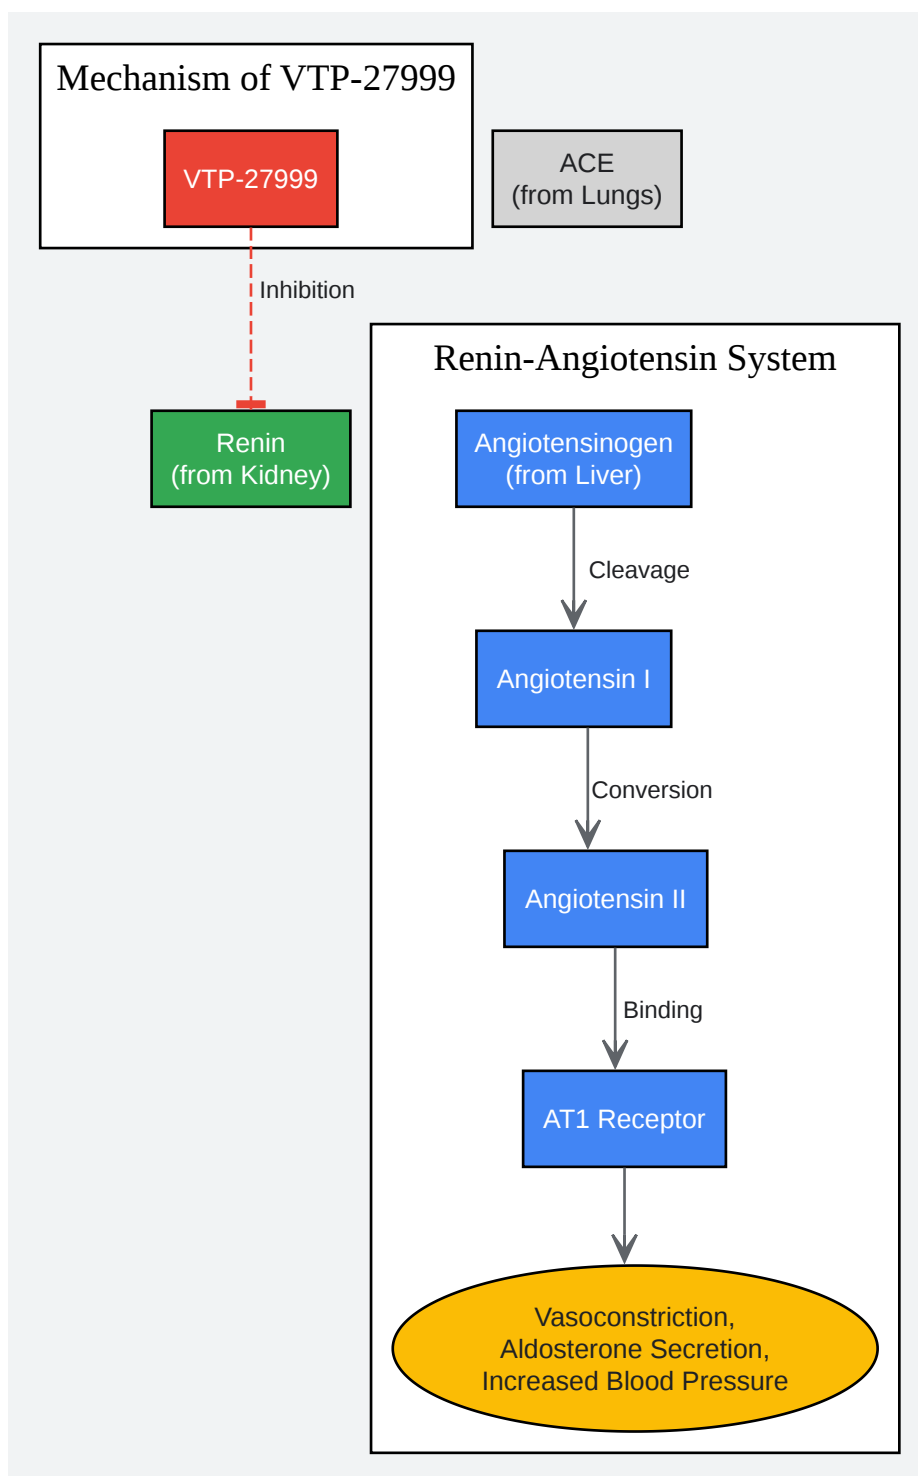 Mechanism of VTP-27999
VTP-27999
ACE
(from Lungs)
Inhibition
Renin-Angiotensin System
Renin
(from Kidney)
Angiotensinogen
(from Liver)
Cleavage
Angiotensin I
Conversion
Angiotensin II
Binding
AT1 Receptor
Vasoconstriction,
Aldosterone Secretion,
Increased Blood Pressure